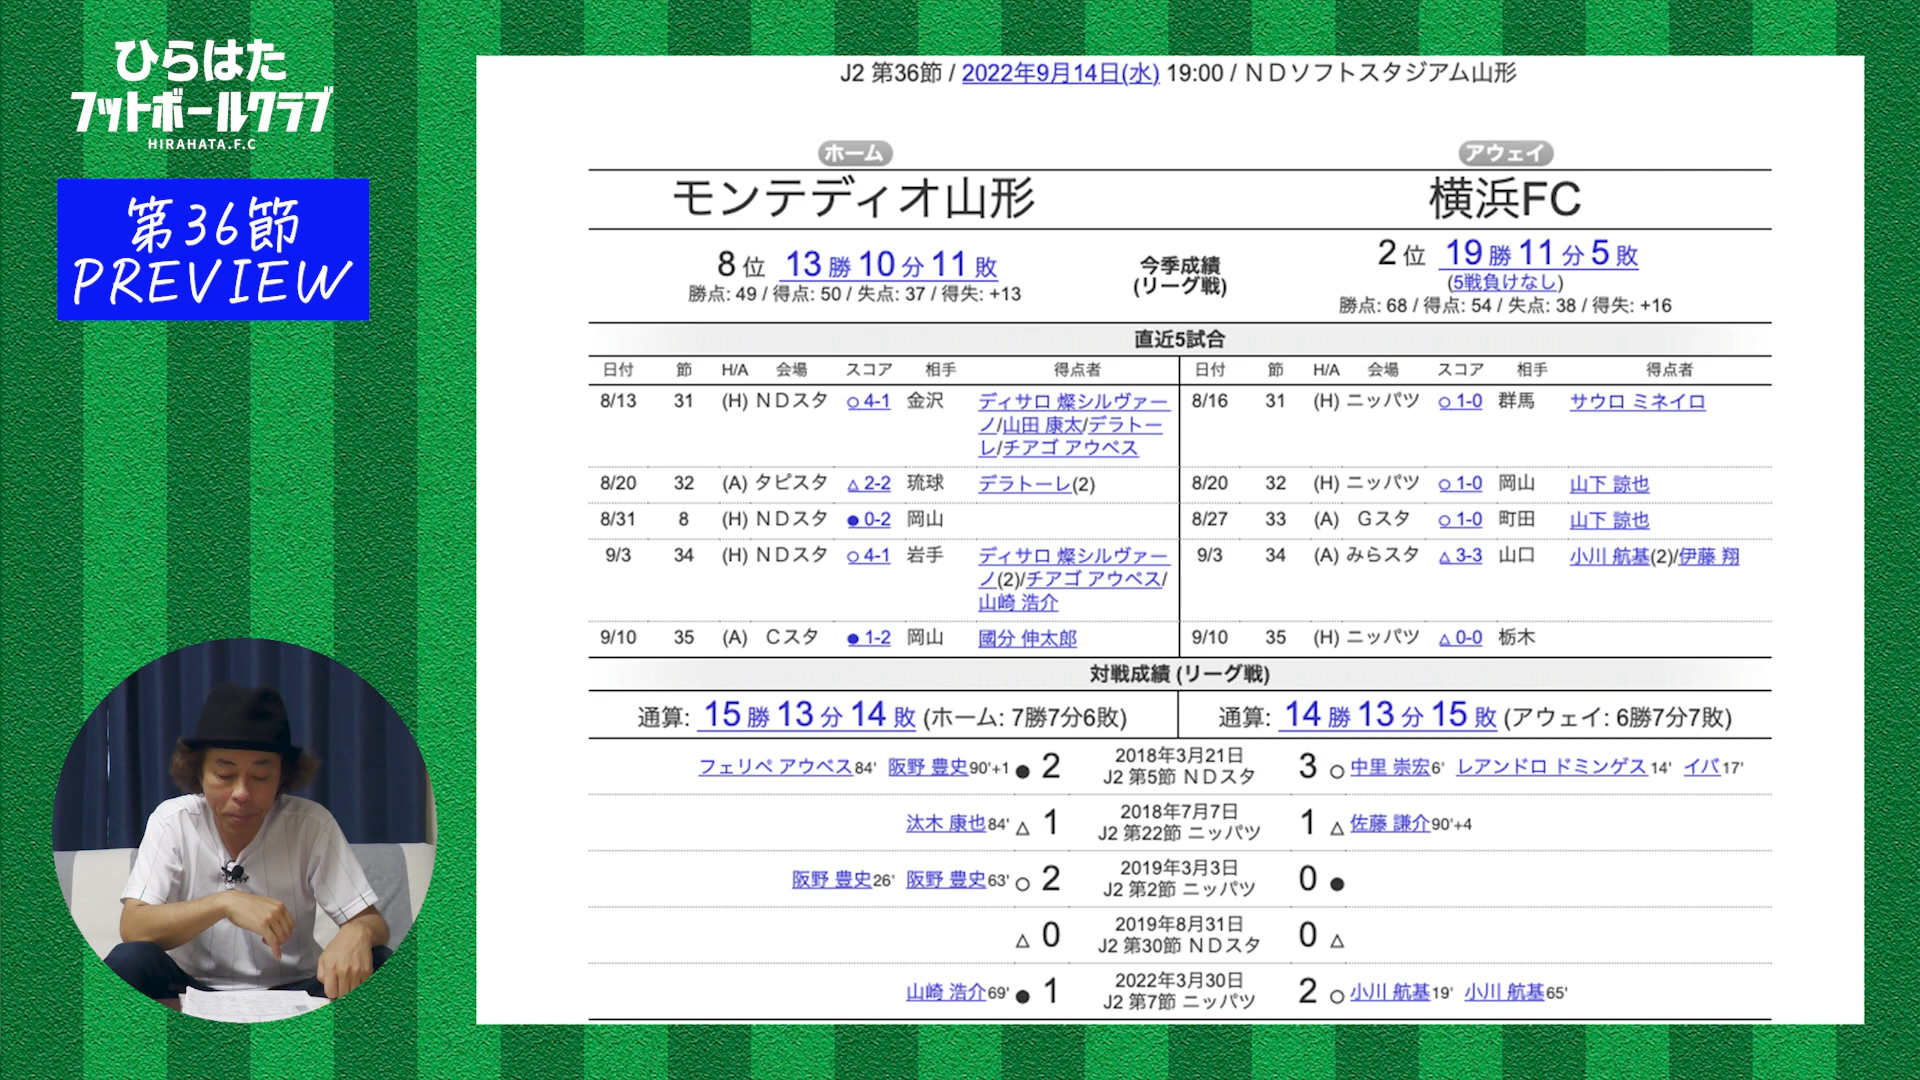 ひらはた
フットボールクラブ
HIRAHATA.F.C
第36節
PREVIEW
J2 第36節 / 2022年9月14日(水) 19:00 / NDソフトスタジアム山形
ホーム アウェイ
モンテディオ山形 横浜FC
8位 13勝10分11敗
勝点: 49 / 得点: 50 / 失点: 37 / 得失: +13
今季成績
(リーグ戦)
2位 19勝11分5敗
(5戦負けなし)
勝点: 68 / 得点: 54 / 失点: 38 / 得失: +16
直近5試合
日付 節 H/A 会場 スコア 相手 得点者 日付 節 H/A 会場 スコア 相手 得点者
8/13 31 (H) NDスタ ○4-1 金沢 ディサロ 燦シルヴァー
ノ/山田 康太/デラトー
レ/チアゴ アウベス
8/16 31 (H) ニッパツ ○1-0 群馬 サウロ ミネイロ
8/20 32 (A) タピスタ △2-2 琉球 デラトーレ(2)
8/20 32 (H) ニッパツ ○1-0 岡山 山下 諒也
8/31 8 (H) NDスタ ●0-2 岡山
8/27 33 (A) Gスタ ○1-0 町田 山下 諒也
9/3 34 (H) NDスタ ○4-1 岩手 ディサロ 燦シルヴァー
ノ(2)/チアゴ アウベス/
山崎 浩介
9/3 34 (A) みらスタ △3-3 山口 小川 航基(2)/伊藤 翔
9/10 35 (A) Cスタ ●1-2 岡山 國分 伸太郎
9/10 35 (H) ニッパツ △0-0 栃木
対戦成績 (リーグ戦)
通算: 15勝13分14敗 (ホーム: 7勝7分6敗) 通算: 14勝13分15敗 (アウェイ: 6勝7分7敗)
フェリペ アウベス84' 阪野 豊史90'+1 ● 2 2018年3月21日 3 ○ 中里 崇宏6' レアンドロ ドミンゲス14' イバ17'
J2 第5節 NDスタ
汰木 康也84' △ 1 2018年7月7日 1 △ 佐藤 謙介90'+4
J2 第22節 ニッパツ
阪野 豊史26' 阪野 豊史63' ○ 2 2019年3月3日 0 ●
J2 第2節 ニッパツ
△ 0 2019年8月31日 0 △
J2 第30節 NDスタ
山崎 浩介69' ● 1 2022年3月30日 2 ○ 小川 航基19' 小川 航基65'
J2 第7節 ニッパツ